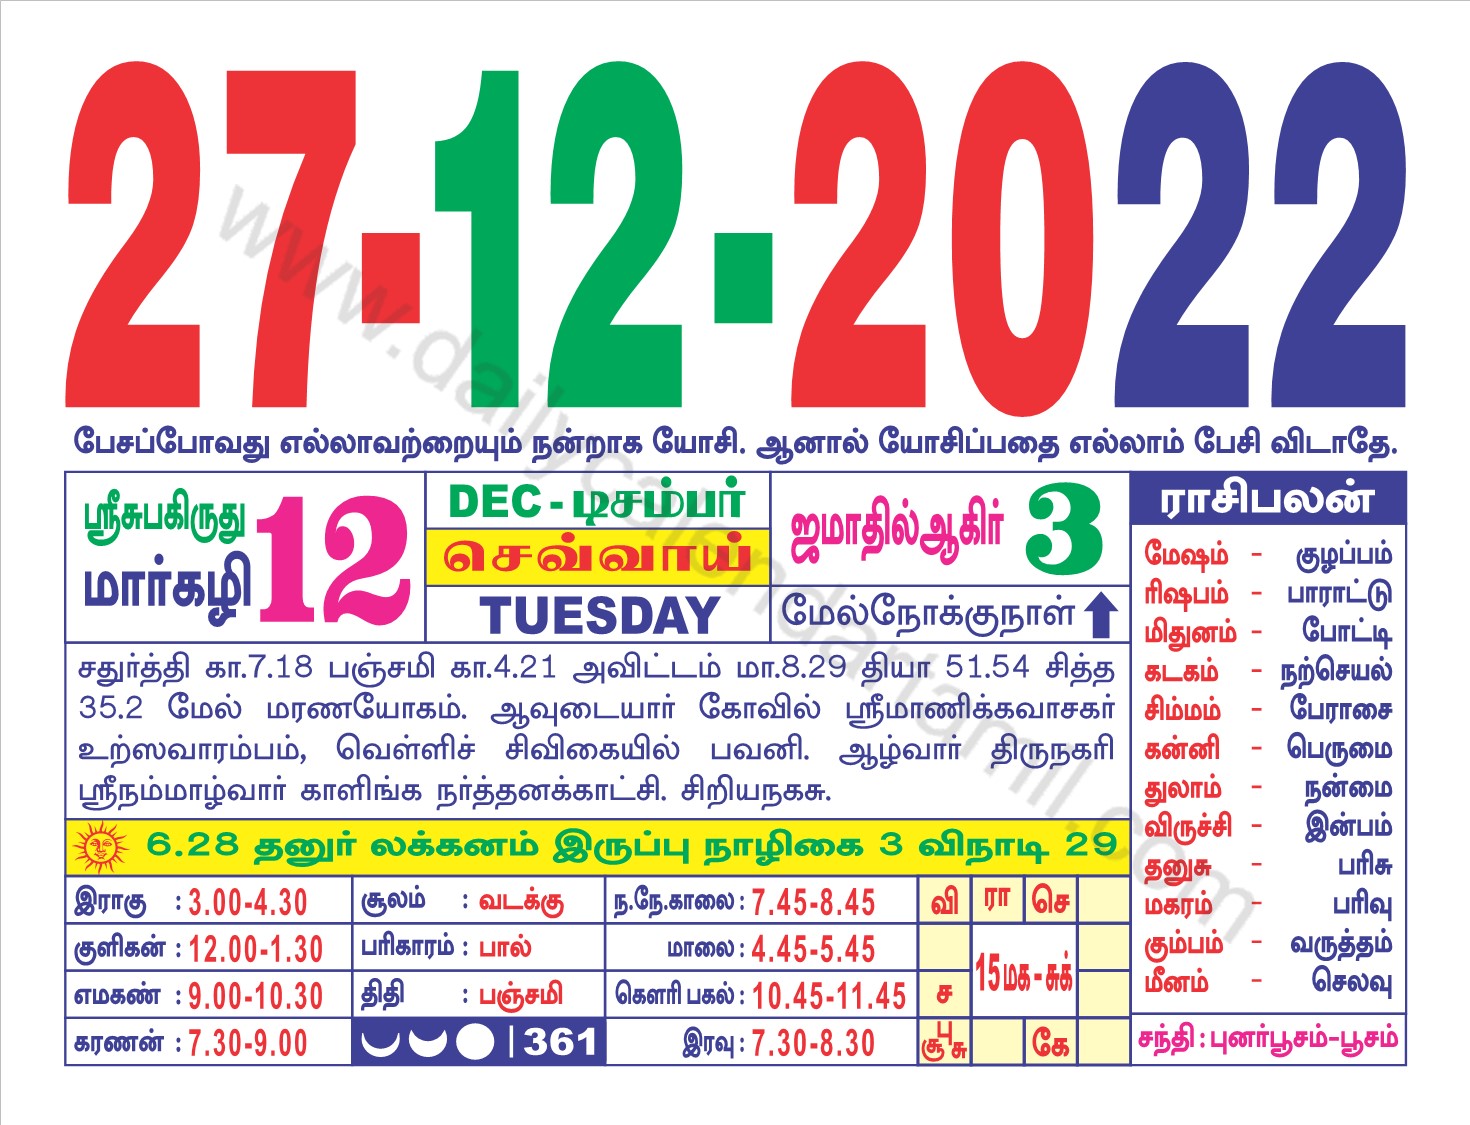 27-12-2022
பேசப்போவது எல்லாவற்றையும் நன்றாக யோசி. ஆனால் யோசிப்பதை எல்லாம் பேசி விடாதே.
ஸ்ரீசுபகிருது
மார்கழி 12
DEC - டிசம்பர்
செவ்வாய்
TUESDAY
ஜமாதில்ஆகிர் 3
மேல்நோக்குநாள்
சதுர்த்தி கா.7.18 பஞ்சமி கா.4.21 அவிட்டம் மா.8.29 தியா 51.54 சித்த
35.2 மேல் மரணயோகம். ஆவுடையார் கோவில் ஸ்ரீமாணிக்கவாசகர்
உற்ஸவாரம்பம், வெள்ளிச் சிவிகையில் பவனி. ஆழ்வார் திருநகரி
ஸ்ரீநம்மாழ்வார் காளிங்க நர்த்தனக்காட்சி. சிறியநகசு.
6.28 தனுர் லக்கனம் இருப்பு நாழிகை 3 விநாடி 29
இராகு : 3.00-4.30
குளிகன் : 12.00-1.30
எமகண் : 9.00-10.30
கரணன் : 7.30-9.00
சூலம் : வடக்கு
பரிகாரம் : பால்
திதி : பஞ்சமி
361
ந.நே.காலை : 7.45-8.45
மாலை : 4.45-5.45
கௌரி பகல் : 10.45-11.45
இரவு : 7.30-8.30
வி ரா செ
15மக - சுக்
ச
பு
சூ சு கே
ராசிபலன்
மேஷம் - குழப்பம்
ரிஷபம் - பாராட்டு
மிதுனம் - போட்டி
கடகம் - நற்செயல்
சிம்மம் - பேராசை
கன்னி - பெருமை
துலாம் - நன்மை
விருச்சி - இன்பம்
தனுசு - பரிசு
மகரம் - பரிவு
கும்பம் - வருத்தம்
மீனம் - செலவு
சந்தி : புனர்பூசம்-பூசம்
www.dailycalendartamil.com